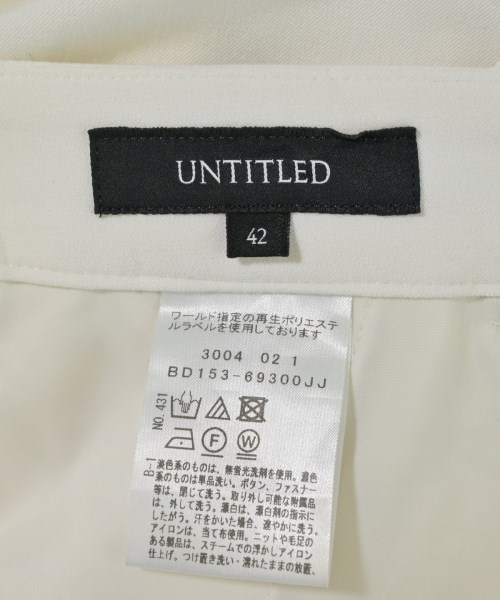 UNTITLED
42
ワールド指定の再生ポリエステ
ルラベルを使用しております
3004 02 1
BD153-69300JJ
NO.431
B-1
淡色系のものは、無蛍光洗剤を使用。濃色
系のものは単品洗い。ボタン、ファスナー
等は、閉じて洗う。取り外し可能な附属品
は、外して洗う。漂白は、漂白剤の指示に
したがう。汗をかいた場合、速やかに洗う。
アイロンは、当て布使用。ニットや毛足の
ある製品は、スチームでの浮かしアイロン
仕上げ。つけ置き洗い・濡れたままの放置、